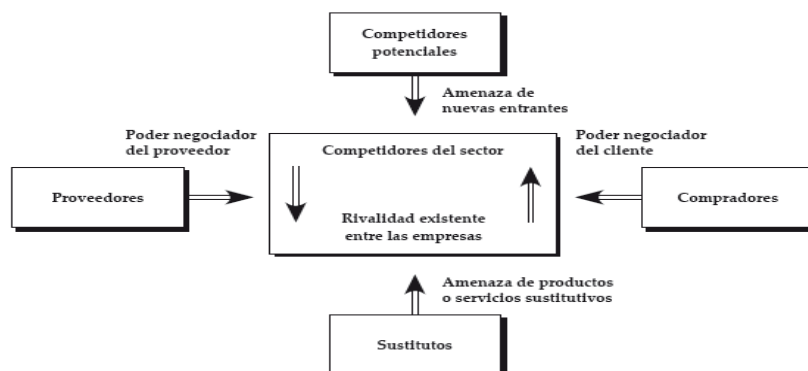 Competidores
potenciales
Amenaza de
nuevas entrantes
Poder negociador
del proveedor
Competidores del sector
Poder negociador
del cliente
Proveedores
Compradores
Rivalidad existente
entre las empresas
Amenaza de productos
o servicios sustitutivos
Sustitutos